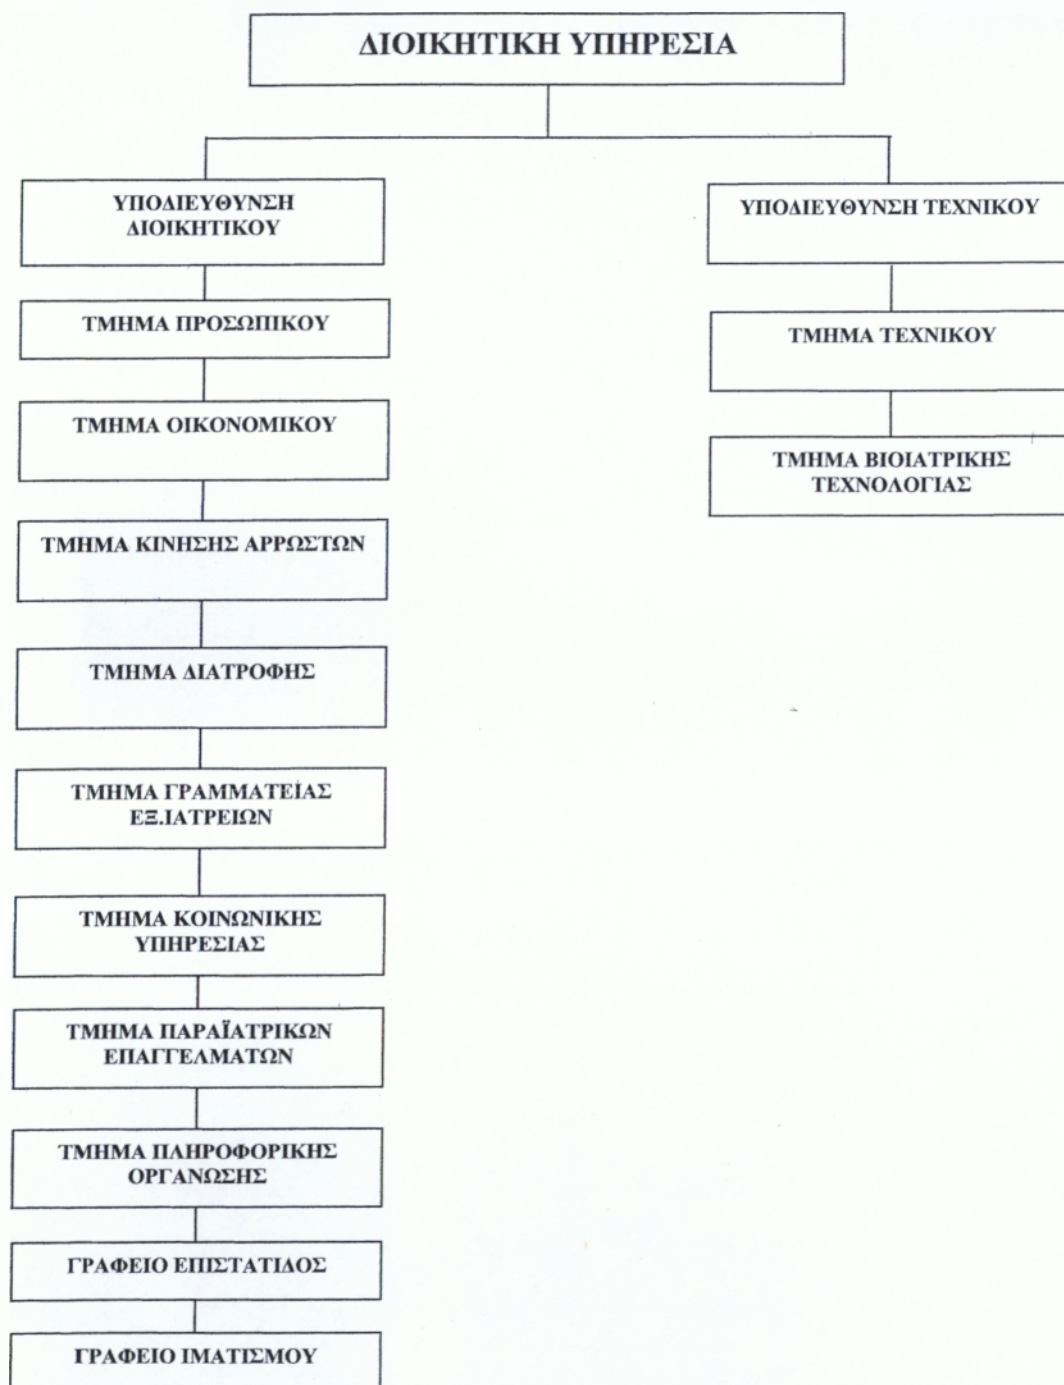 ΔΙΟΙΚΗΤΙΚΗ ΥΠΗΡΕΣΙΑ
ΥΠΟΔΙΕΥΘΥΝΣΗ
ΔΙΟΙΚΗΤΙΚΟΥ
ΤΜΗΜΑ ΠΡΟΣΩΠΙΚΟΥ
ΤΜΗΜΑ ΟΙΚΟΝΟΜΙΚΟΥ
ΤΜΗΜΑ ΚΙΝΗΣΗΣ ΑΡΡΩΣΤΩΝ
ΤΜΗΜΑ ΔΙΑΤΡΟΦΗΣ
ΤΜΗΜΑ ΓΡΑΜΜΑΤΕΙΑΣ
ΕΞ.ΙΑΤΡΕΙΩΝ
ΤΜΗΜΑ ΚΟΙΝΩΝΙΚΗΣ
ΥΠΗΡΕΣΙΑΣ
ΤΜΗΜΑ ΠΑΡΑΪΑΤΡΙΚΩΝ
ΕΠΑΓΓΕΛΜΑΤΩΝ
ΤΜΗΜΑ ΠΛΗΡΟΦΟΡΙΚΗΣ
ΟΡΓΑΝΩΣΗΣ
ΓΡΑΦΕΙΟ ΕΠΙΣΤΑΤΙΔΟΣ
ΓΡΑΦΕΙΟ ΙΜΑΤΙΣΜΟΥ
ΥΠΟΔΙΕΥΘΥΝΣΗ ΤΕΧΝΙΚΟΥ
ΤΜΗΜΑ ΤΕΧΝΙΚΟΥ
ΤΜΗΜΑ ΒΙΟΙΑΤΡΙΚΗΣ
ΤΕΧΝΟΛΟΓΙΑΣ